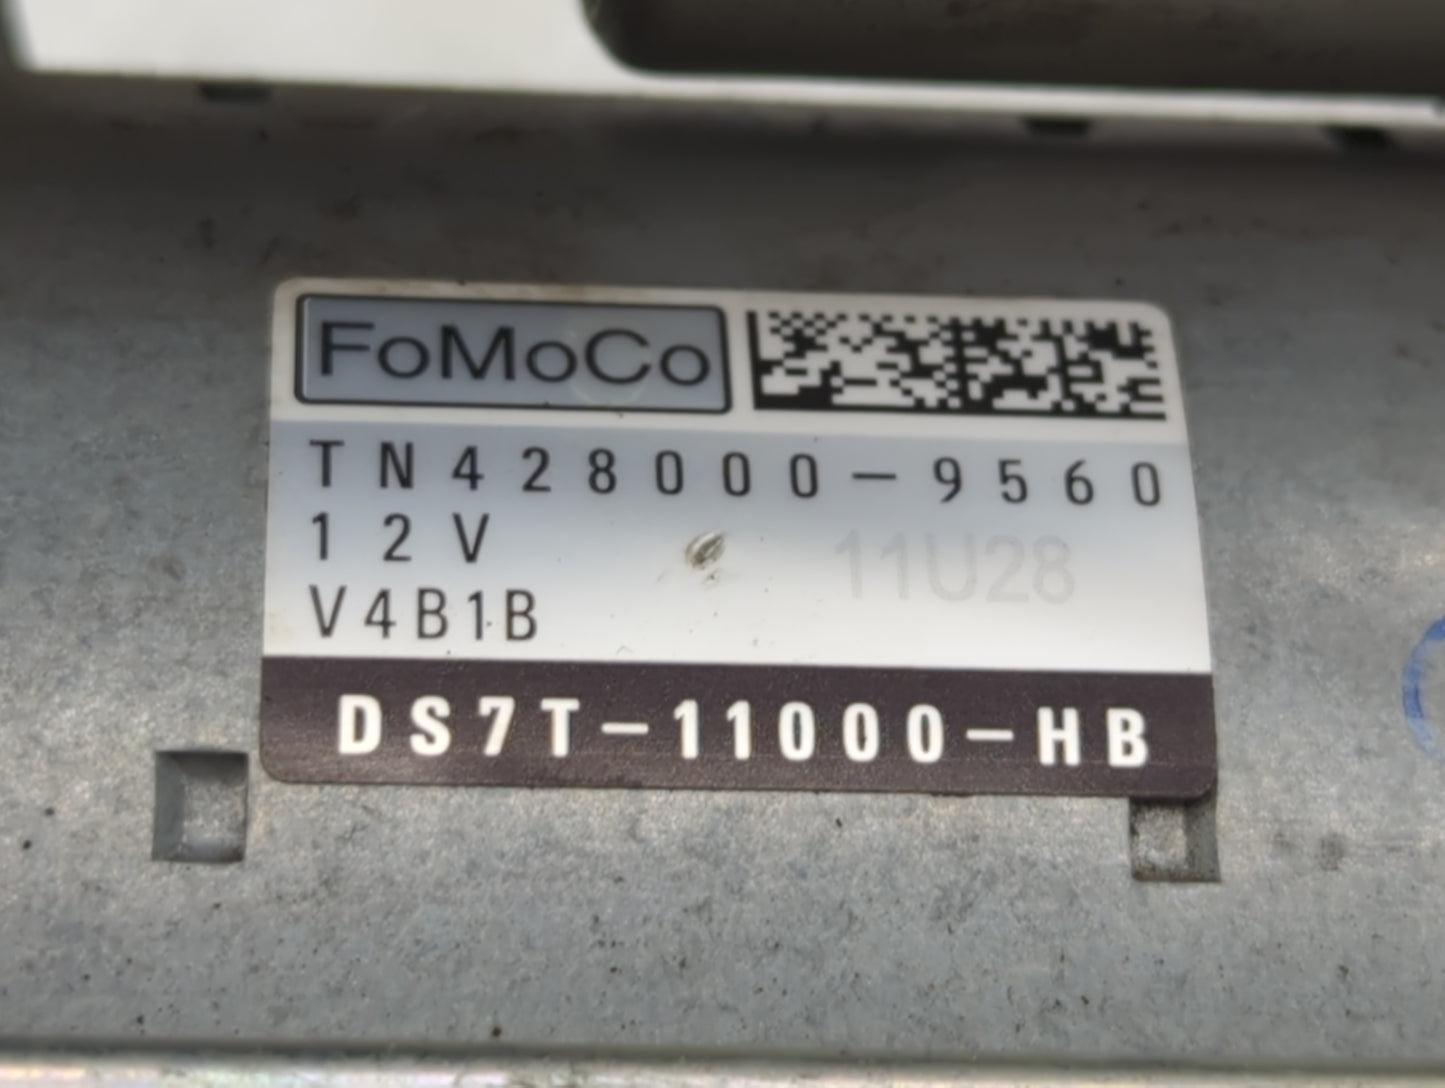 FoMoCo
TN428000-9560
12V
11U28
V4B1B
DS7T-11000-HB